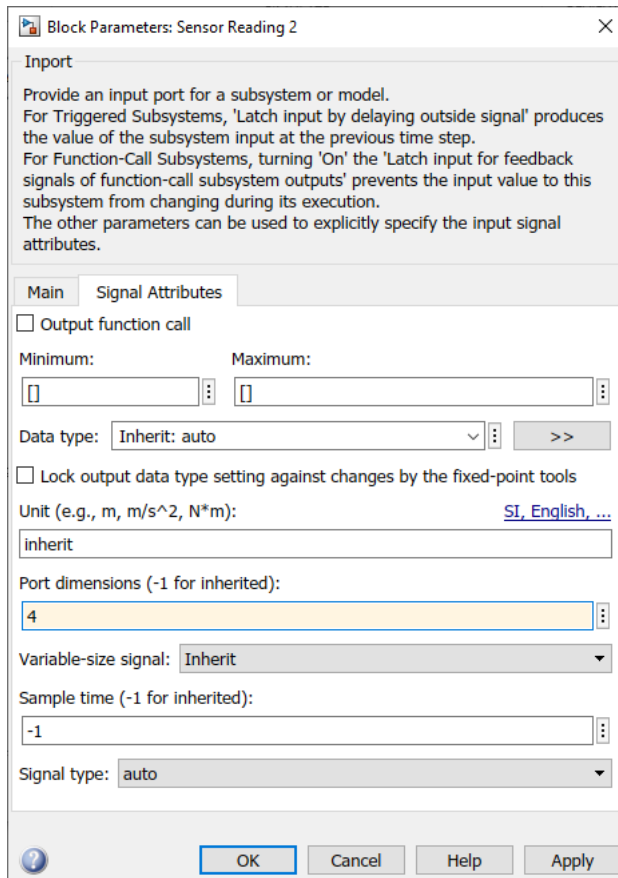 Block Parameters: Sensor Reading 2
Inport
Provide an input port for a subsystem or model.
For Triggered Subsystems, 'Latch input by delaying outside signal' produces
the value of the subsystem input at the previous time step.
For Function-Call Subsystems, turning 'On' the 'Latch input for feedback
signals of function-call subsystem outputs' prevents the input value to this
subsystem from changing during its execution.
The other parameters can be used to explicitly specify the input signal
attributes.
Main Signal Attributes
Output function call
Minimum: Maximum:
[] []
Data type: Inherit: auto >>
Lock output data type setting against changes by the fixed-point tools
Unit (e.g., m, m/s^2, N*m): SI, English, ...
inherit
Port dimensions (-1 for inherited):
4
Variable-size signal: Inherit
Sample time (-1 for inherited):
-1
Signal type: auto
? OK Cancel Help Apply